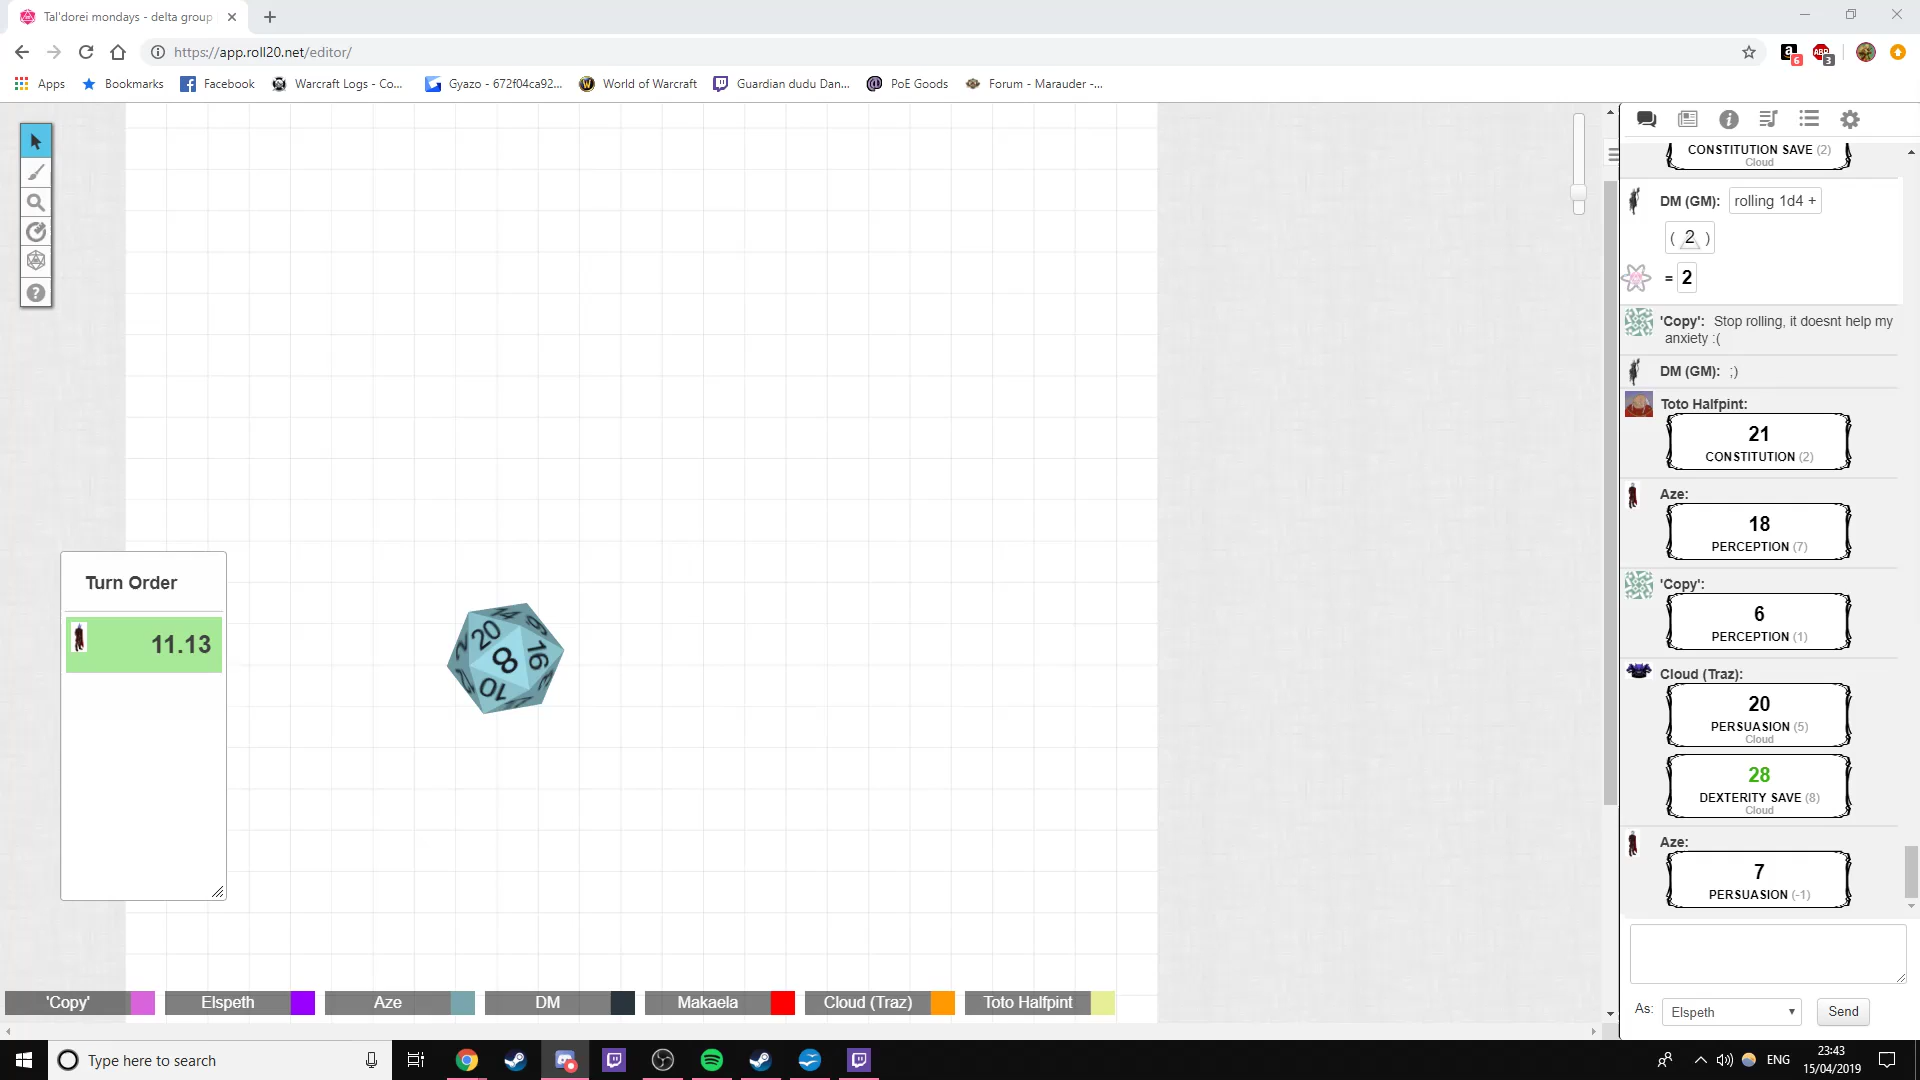 Tal'dorei mondays - delta group
https://app.roll20.net/editor/
6
ABP
3
Apps
Bookmarks
Facebook
Warcraft Logs - Co...
Gyazo - 672f04ca92...
World of Warcraft
Guardian dudu Dan...
PoE Goods
Forum - Marauder -...
CONSTITUTION SAVE (2)
Cloud
DM (GM): rolling 1d4 +
( 2 )
= 2
'Copy': Stop rolling, it doesnt help my
anxiety :(
DM (GM): ;)
Toto Halfpint:
21
CONSTITUTION (2)
Aze:
18
PERCEPTION (7)
'Copy':
6
PERCEPTION (1)
Cloud (Traz):
20
PERSUASION (5)
Cloud
28
DEXTERITY SAVE (8)
Cloud
Aze:
7
PERSUASION (-1)
Turn Order
11.13
20
8
16
10
'Copy'
Elspeth
Aze
DM
Makaela
Cloud (Traz)
Toto Halfpint
As: Elspeth
Send
Type here to search
ENG
23:43
15/04/2019